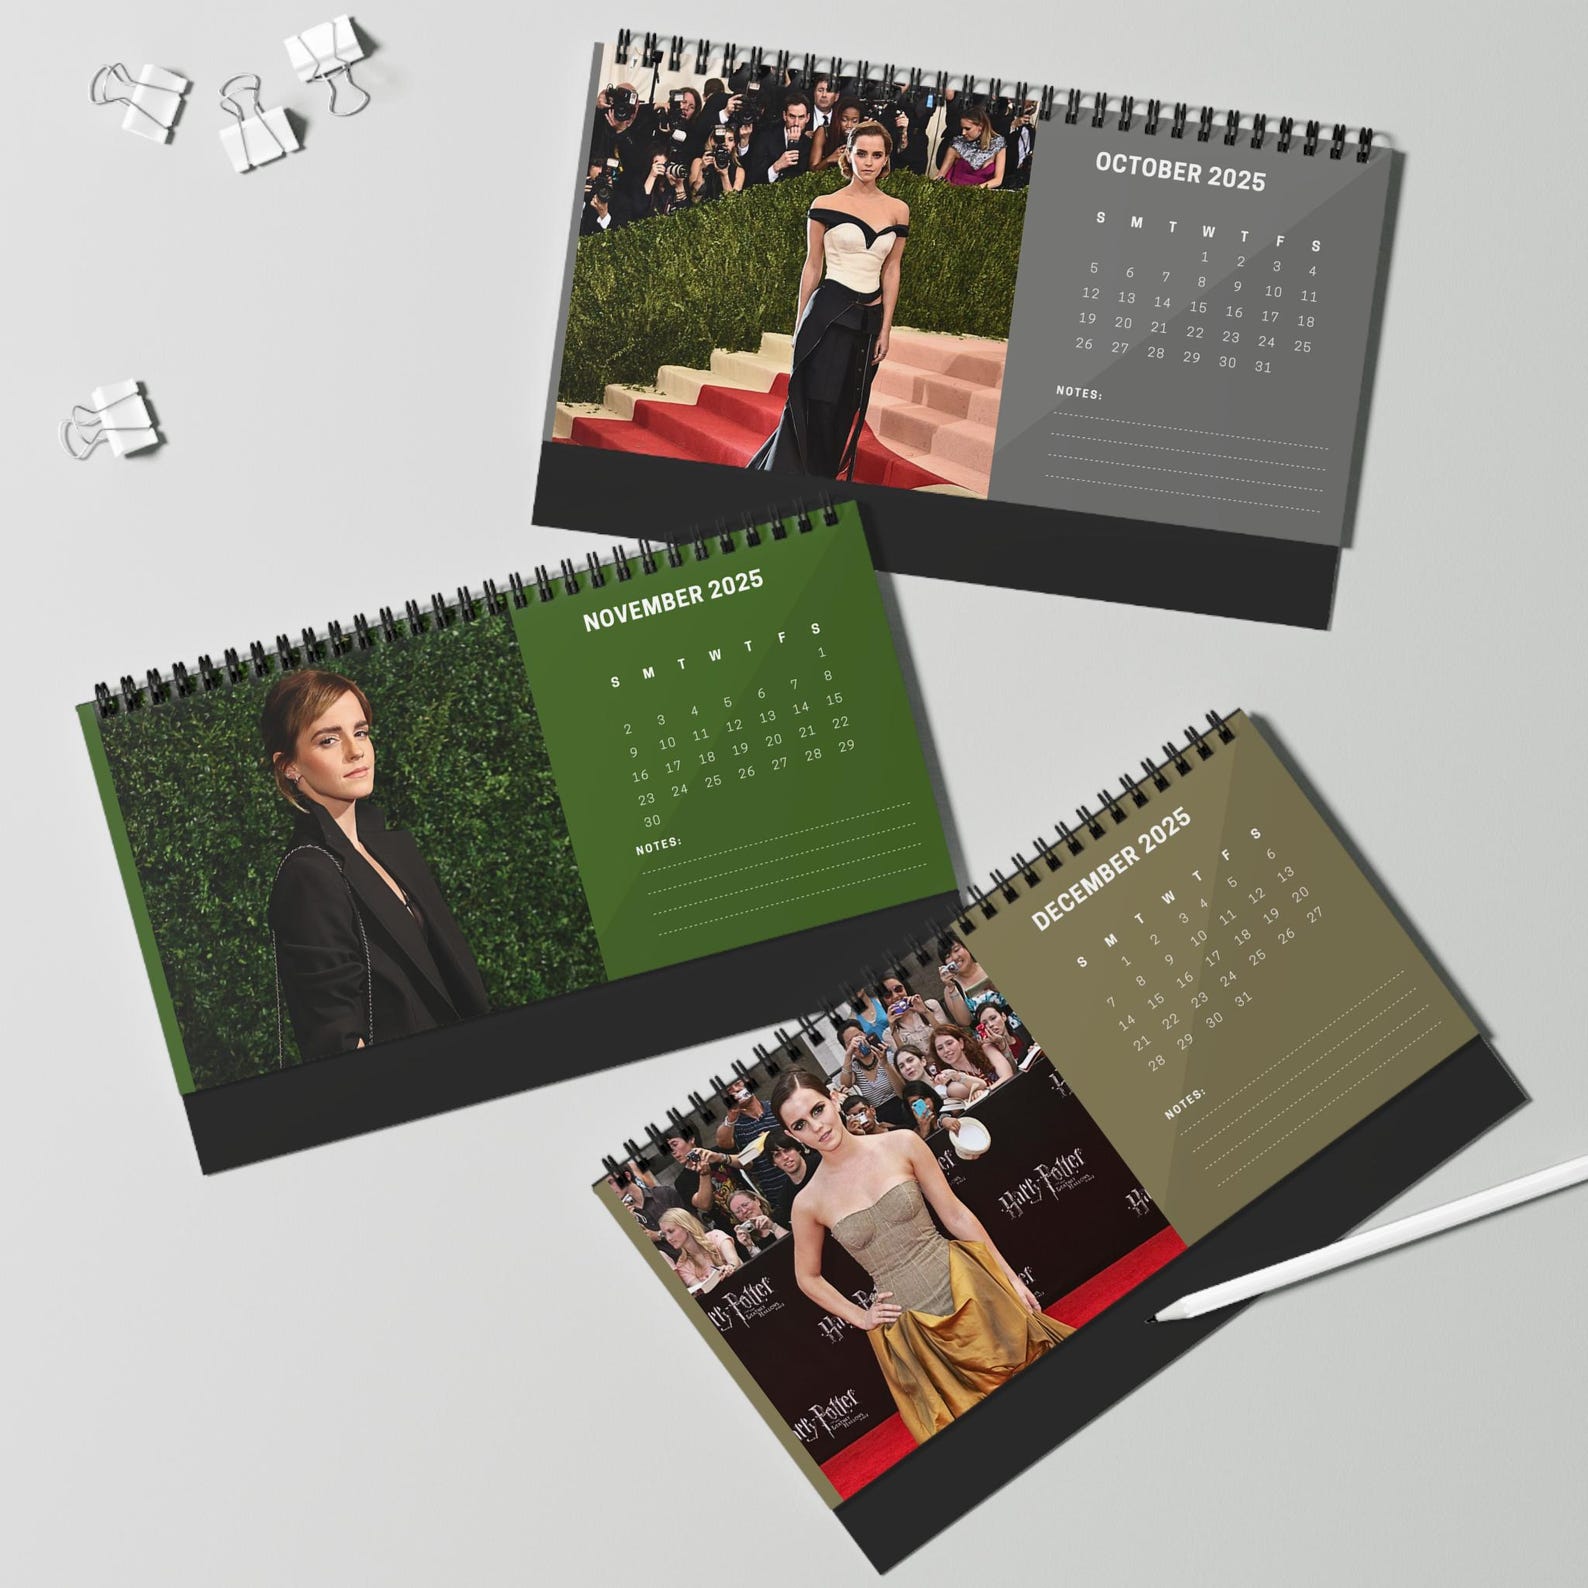 OCTOBER 2025
S M T W T F S
1 2 3 4
5 6 7 8 9 10 11
12 13 14 15 16 17 18
19 20 21 22 23 24 25
26 27 28 29 30 31
NOTES:
NOVEMBER 2025
S M T W T F S
1
2 3 4 5 6 7 8
9 10 11 12 13 14 15
16 17 18 19 20 21 22
23 24 25 26 27 28 29
30
NOTES:
DECEMBER 2025
S M T W T F S
1 2 3 4 5 6
7 8 9 10 11 12 13
14 15 16 17 18 19 20
21 22 23 24 25 26 27
28 29 30 31
NOTES:
Harry Potter
Harry Potter